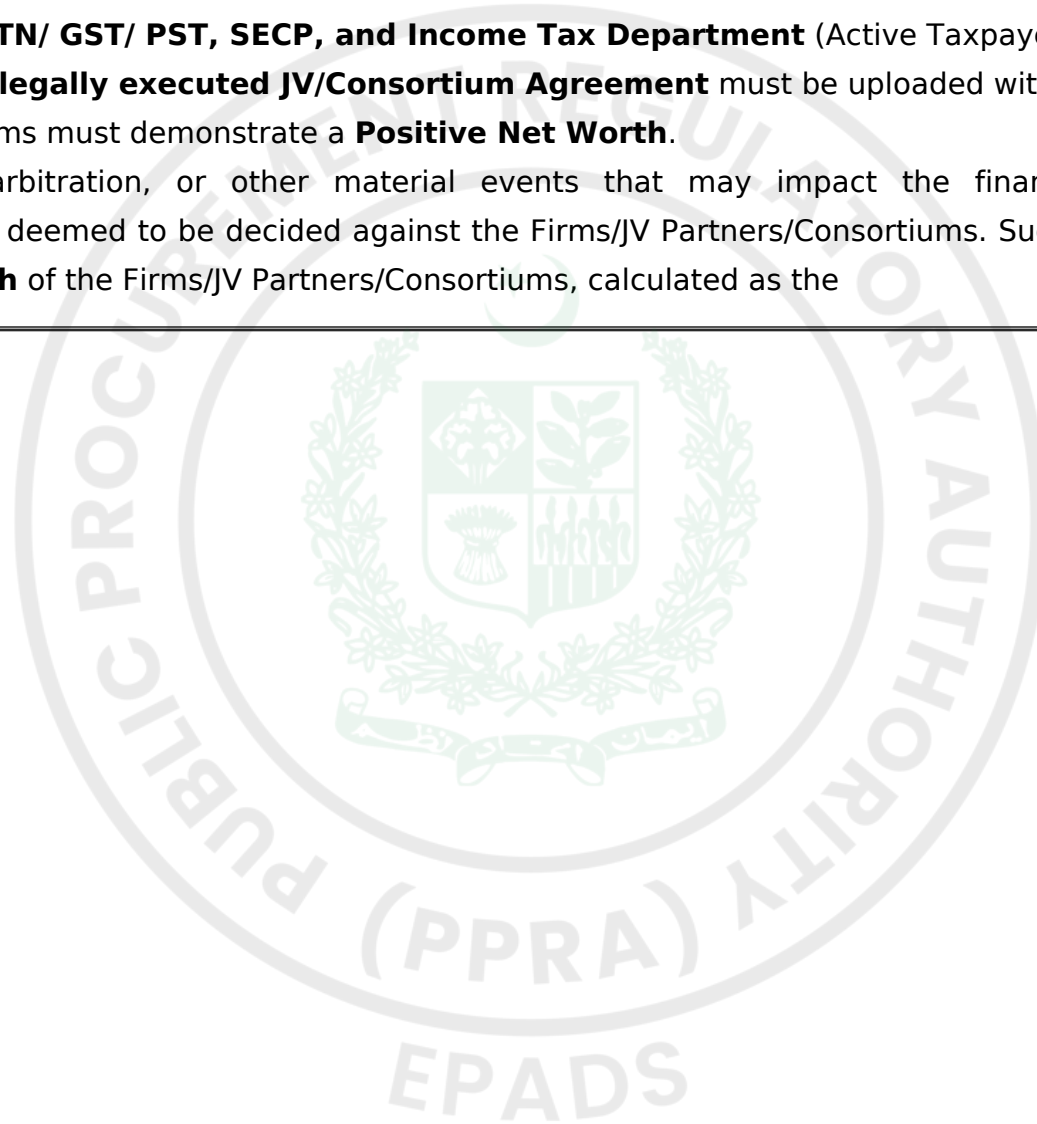 TN/ GST/ PST, SECP, and Income Tax Department (Active Taxpaye
legally executed JV/Consortium Agreement must be uploaded wit
ms must demonstrate a Positive Net Worth.
arbitration, or other material events that may impact the finan
deemed to be decided against the Firms/JV Partners/Consortiums. Su
h of the Firms/JV Partners/Consortiums, calculated as the
PUBLIC PROCUREMENT REGULATORY AUTHORITY
(PPRA)
EPADS